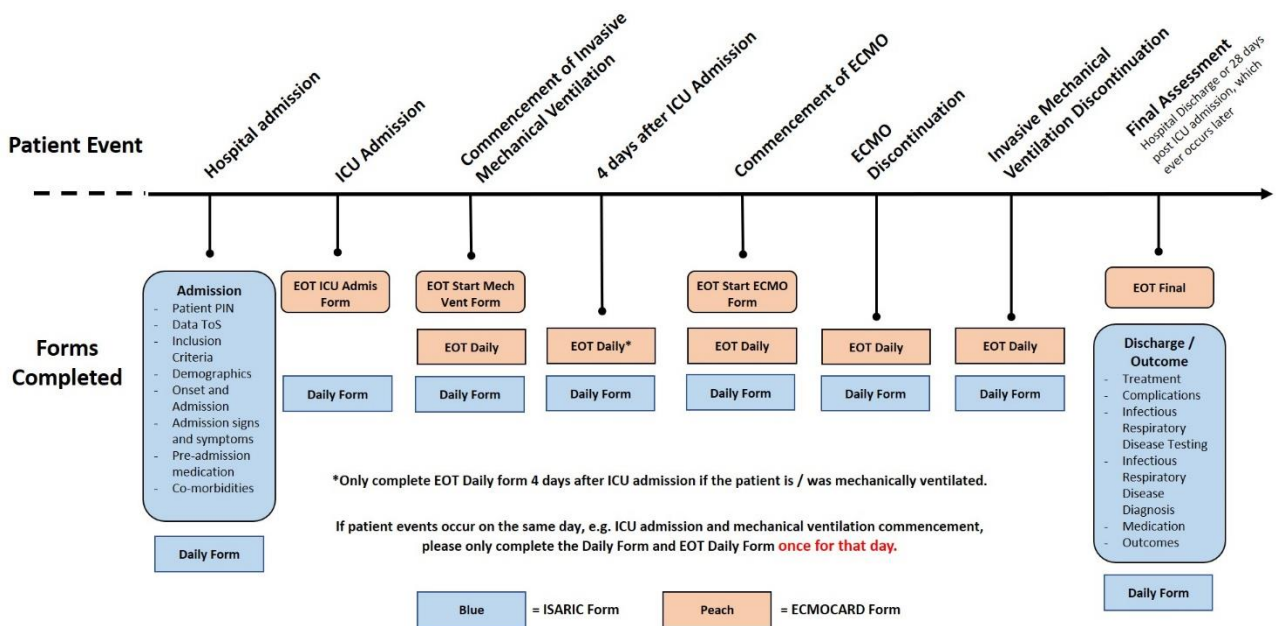 Patient Event
Hospital admission
ICU Admission
Commencement of Invasive
Mechanical Ventilation
4 days after ICU Admission
Commencement of ECMO
ECMO
Discontinuation
Invasive Mechanical
Ventilation Discontinuation
Final Assessment
Hospital Discharge or 28 days
post ICU admission, which
ever occurs later
Forms
Completed
Admission
- Patient PIN
- Data ToS
- Inclusion
Criteria
- Demographics
- Onset and
Admission
- Admission signs
and symptoms
- Pre-admission
medication
- Co-morbidities
Daily Form
EOT ICU Admis
Form
Daily Form
EOT Start Mech
Vent Form
EOT Daily
Daily Form
EOT Daily*
Daily Form
EOT Start ECMO
Form
EOT Daily
Daily Form
EOT Daily
Daily Form
EOT Daily
Daily Form
EOT Final
Discharge /
Outcome
- Treatment
- Complications
- Infectious
Respiratory
Disease Testing
- Infectious
Respiratory
Disease
Diagnosis
- Medication
- Outcomes
Daily Form
*Only complete EOT Daily form 4 days after ICU admission if the patient is / was mechanically ventilated.
If patient events occur on the same day, e.g. ICU admission and mechanical ventilation commencement,
please only complete the Daily Form and EOT Daily Form once for that day.
Blue = ISARIC Form
Peach = ECMOCARD Form